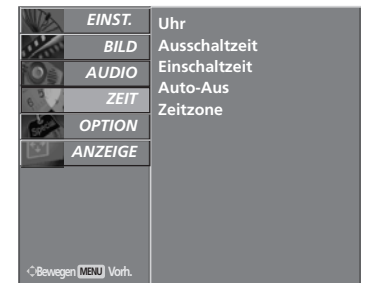 EINST.
BILD
AUDIO
ZEIT
OPTION
ANZEIGE
Uhr
Ausschaltzeit
Einschaltzeit
Auto-Aus
Zeitzone
Bewegen MENU Vorh.